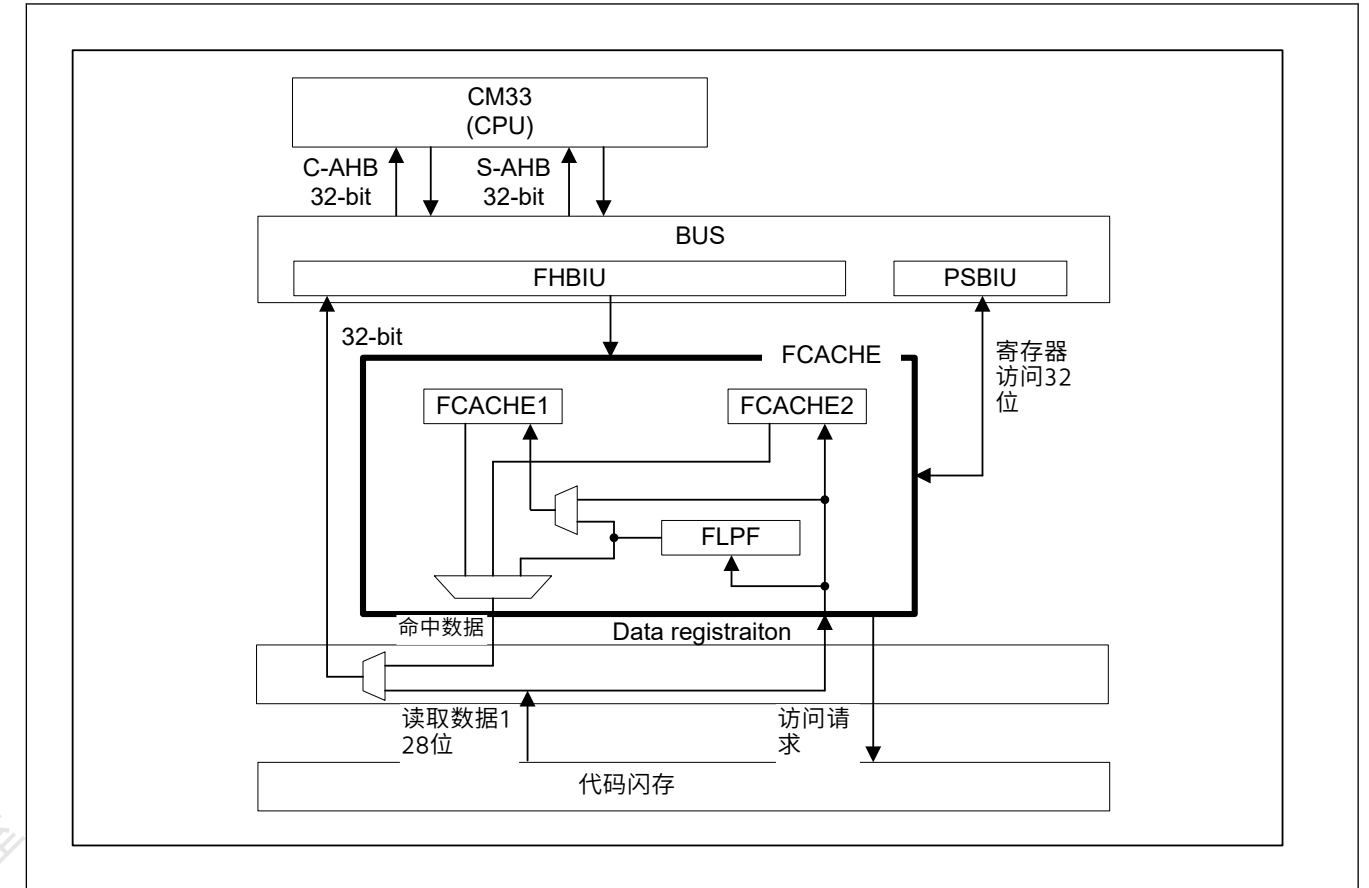 CM33
(CPU)
C-AHB
32-bit
S-AHB
32-bit
BUS
FHBIU
PSBIU
32-bit
FCACHE
寄存器
访问32
位
FCACHE1
FCACHE2
FLPF
命中数据
Data registraiton
读取数据1
28位
访问请
求
代码闪存